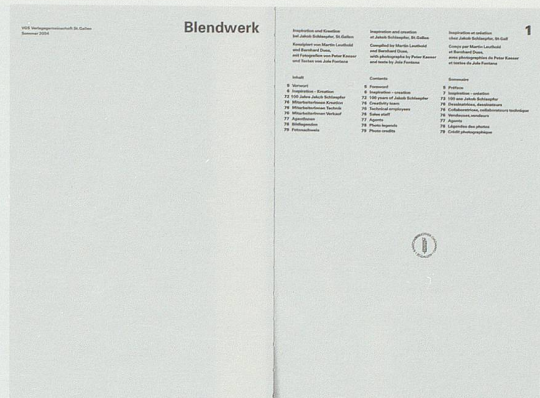 VGS Verlagsgemeinschaft St.Gallen
Sommer 2004
Blendwerk
Inspiration und Kreation
bei Jakob Schlaepfer, St.Gallen
Konzipiert von Martin Leuthold
und Bernhard Duss,
mit Fotografien von Peter Kaeser
und Texten von Jole Fontana
Inhalt
5 Vorwort
6 Inspiration – Kreation
72 100 Jahre Jakob Schlaepfer
76 MitarbeiterInnen Kreation
76 MitarbeiterInnen Technik
76 MitarbeiterInnen Verkauf
77 AgentInnen
78 Bildlegenden
79 Fotonachweis
Inspiration and creation
at Jakob Schlaepfer, St.Gallen
Compiled by Martin Leuthold
and Bernhard Duss,
with photographs by Peter Kaeser
and texts by Jole Fontana
Contents
5 Foreword
6 Inspiration – creation
72 100 years of Jakob Schlaepfer
76 Creativity team
76 Technical employees
76 Sales staff
77 Agents
78 Photo legends
79 Photo credits
Inspiration et création
chez Jakob Schlaepfer, St-Gall
Conçu par Martin Leuthold
et Bernhard Duss,
avec photographies de Peter Kaeser
et textes de Jole Fontana
Sommaire
5 Préface
7 Inspiration – création
73 100 ans Jakob Schlaepfer
76 Dessinatrices, dessinateurs
76 Collaboratrices, collaborateurs technique
76 Vendeuses, vendeurs
77 Agents
78 Légendes des photos
79 Crédit photographique
1